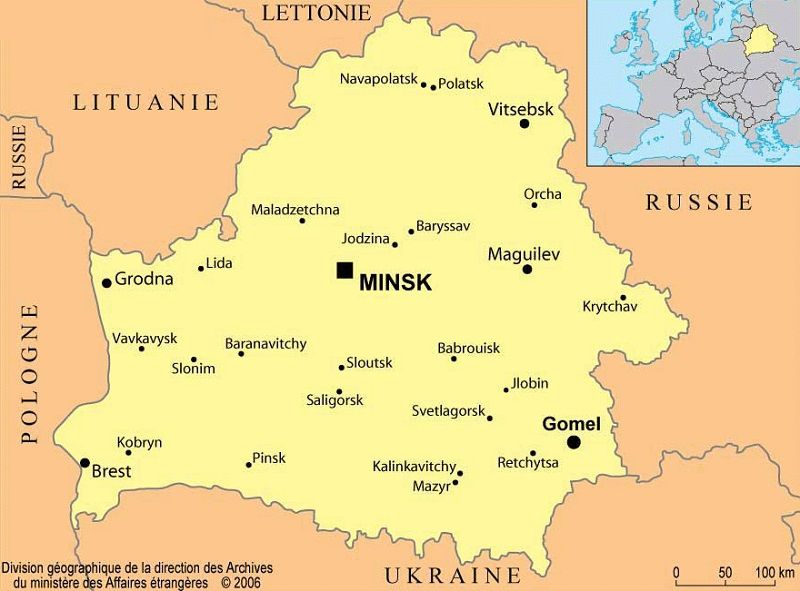 LETTONIE
Navapolatsk
Polatsk
LITUANIE
Vitsebsk
RUSSIE
Orcha
RUSSIE
Maladzetchna
Baryssav
Jodzina
Maguilev
Lida
Grodna
MINSK
Krytchav
POLOGNE
Vavkavysk
Baranavitchy
Babrouisk
Slonim
Sloutsk
Jlobin
Saligorsk
Svetlagorsk
Gomel
Kobryn
Pinsk
Brest
Kalinkavitchy
Retchytsa
Mazyr
Division géographique de la direction des Archives
du ministère des Affaires étrangères © 2006
UKRAINE
0 50 100 km